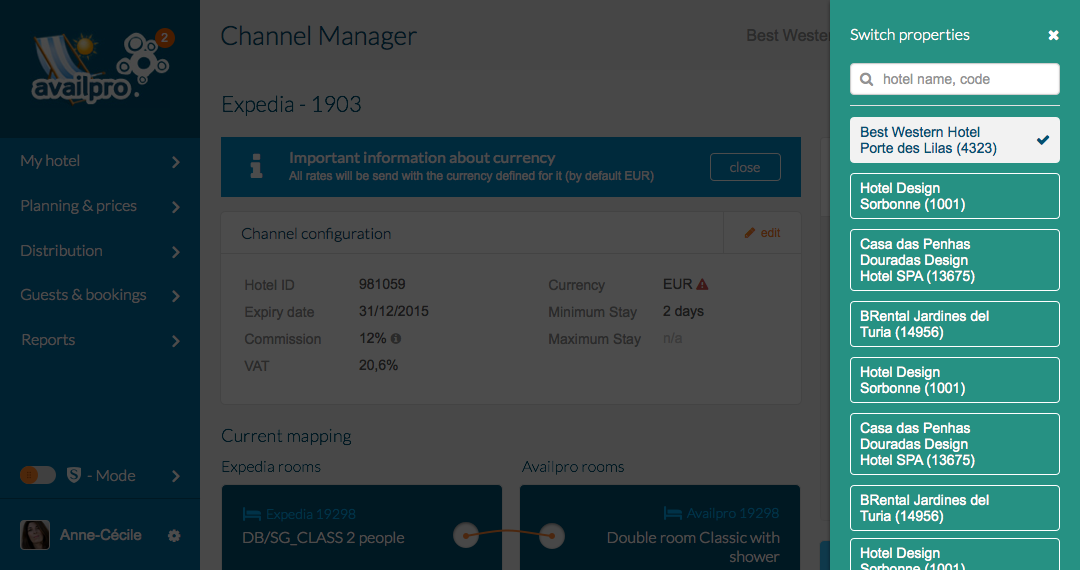 availpro.
2
My hotel
Planning & prices
Distribution
Guests & bookings
Reports
S - Mode
Anne-Cécile
Channel Manager
Best Weste
Expedia - 1903
Important information about currency
All rates will be send with the currency defined for it (by default EUR)
close
Channel configuration
edit
Hotel ID 981059
Expiry date 31/12/2015
Commission 12%
VAT 20,6%
Currency EUR
Minimum Stay 2 days
Maximum Stay n/a
Current mapping
Expedia rooms
Availpro rooms
Expedia 19298
DB/SG_CLASS 2 people
Availpro 19298
Double room Classic with
shower
Switch properties
hotel name, code
Best Western Hotel
Porte des Lilas (4323)
Hotel Design
Sorbonne (1001)
Casa das Penhas
Douradas Design
Hotel SPA (13675)
BRental Jardines del
Turia (14956)
Hotel Design
Sorbonne (1001)
Casa das Penhas
Douradas Design
Hotel SPA (13675)
BRental Jardines del
Turia (14956)
Hotel Design
Sorbonne (1001)